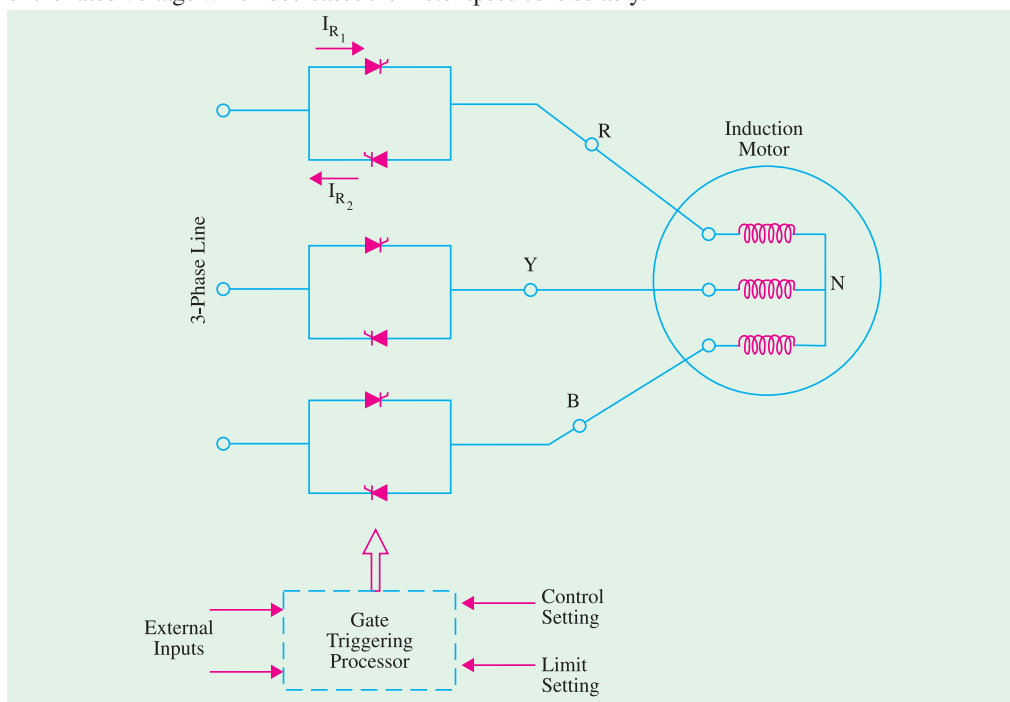 I_R1
R
Induction
Motor
I_R2
3-Phase Line
Y
N
B
External
Inputs
Gate
Triggering
Processor
Control
Setting
Limit
Setting